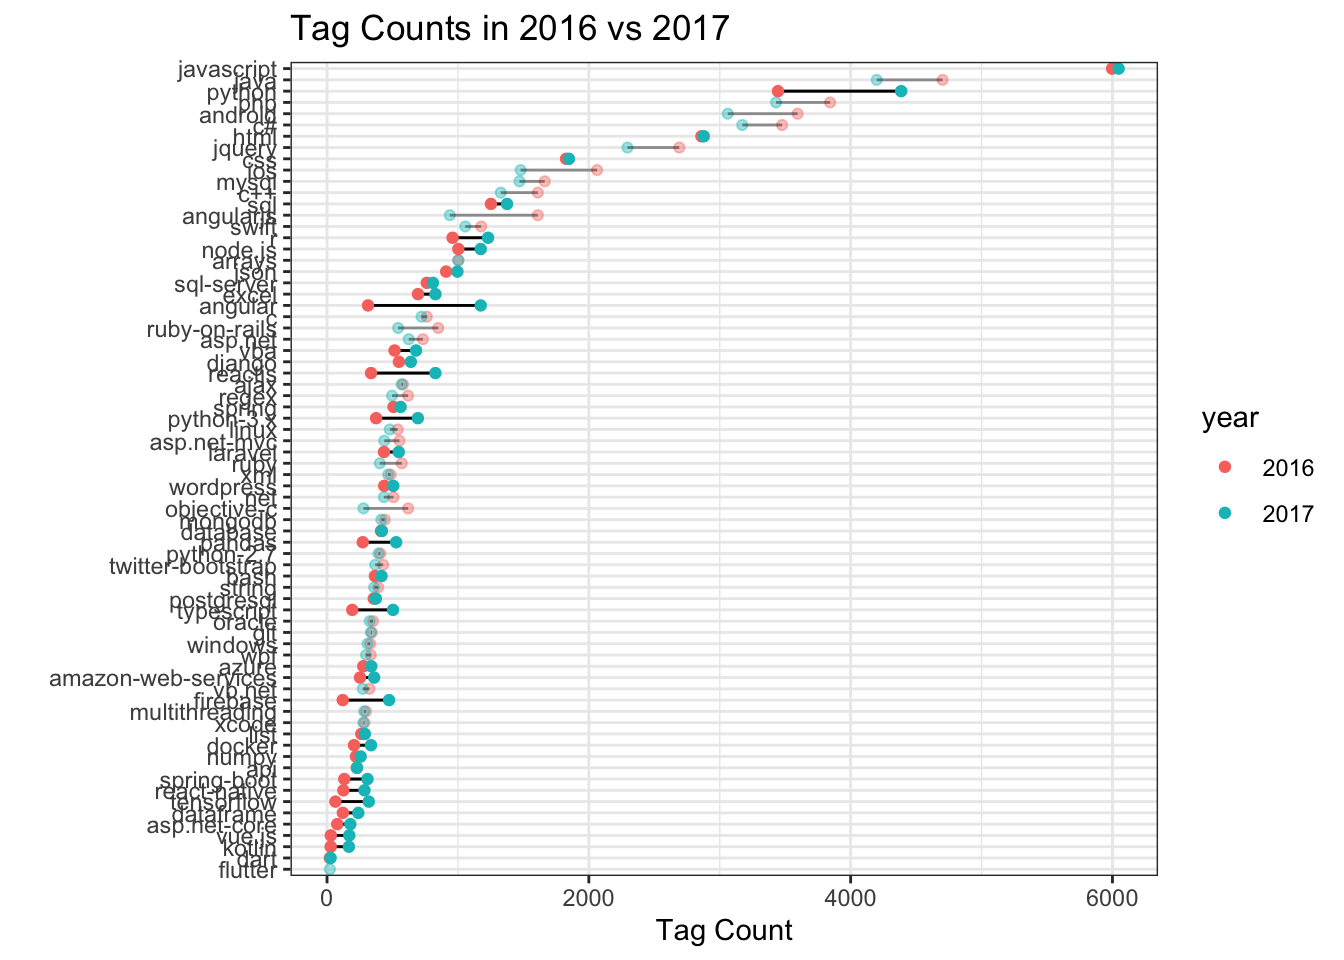 Tag Counts in 2016 vs 2017
javascript
java
python
php
android
c#
html
jquery
css
ios
mysql
c++
sql
angularjs
swift
r
node.js
arrays
json
sql-server
excel
angular
c
ruby-on-rails
asp.net
vba
django
reactjs
ajax
regex
spring
python-3.x
linux
asp.net-mvc
laravel
ruby
xml
wordpress
.net
objective-c
mongodb
database
pandas
python-2.7
twitter-bootstrap
bash
string
postgresql
typescript
oracle
git
windows
wpf
azure
amazon-web-services
vb.net
firebase
multithreading
xcode
list
docker
numpy
api
spring-boot
react-native
tensorflow
dataframe
asp.net-core
vue.js
kotlin
dart
flutter
0 2000 4000 6000
Tag Count
year
2016
2017